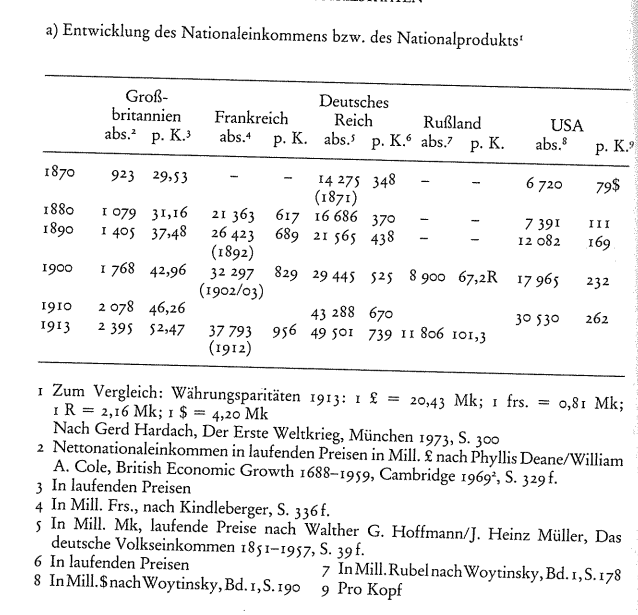 a) Entwicklung des Nationaleinkommens bzw. des Nationalprodukts¹
Groß- Deutsches
britannien Frankreich Reich Rußland USA
abs.² p. K.³ abs.⁴ p. K. abs.⁵ p. K.⁶ abs.⁷ p. K. abs.⁸ p. K.⁹
1870 923 29,53 – – 14 275 348 – – 6 720 79$
(1871)
1880 1 079 31,16 21 363 617 16 686 370 – – 7 391 111
1890 1 405 37,48 26 423 689 21 565 438 – – 12 082 169
(1892)
1900 1 768 42,96 32 297 829 29 445 525 8 900 67,2R 17 965 232
(1902/03)
1910 2 078 46,26 43 288 670 30 530 262
1913 2 395 52,47 37 793 956 49 501 739 11 806 101,3
(1912)
1 Zum Vergleich: Währungsparitäten 1913: 1 £ = 20,43 Mk; 1 frs. = 0,81 Mk;
1 R = 2,16 Mk; 1 $ = 4,20 Mk
Nach Gerd Hardach, Der Erste Weltkrieg, München 1973, S. 300
2 Nettonationaleinkommen in laufenden Preisen in Mill. £ nach Phyllis Deane/William
A. Cole, British Economic Growth 1688–1959, Cambridge 1969², S. 329 f.
3 In laufenden Preisen
4 In Mill. Frs., nach Kindleberger, S. 336 f.
5 In Mill. Mk, laufende Preise nach Walther G. Hoffmann/J. Heinz Müller, Das
deutsche Volkseinkommen 1851–1957, S. 39 f.
6 In laufenden Preisen 7 In Mill. Rubel nach Woytinsky, Bd. 1, S. 178
8 In Mill. $ nach Woytinsky, Bd. 1, S. 190 9 Pro Kopf